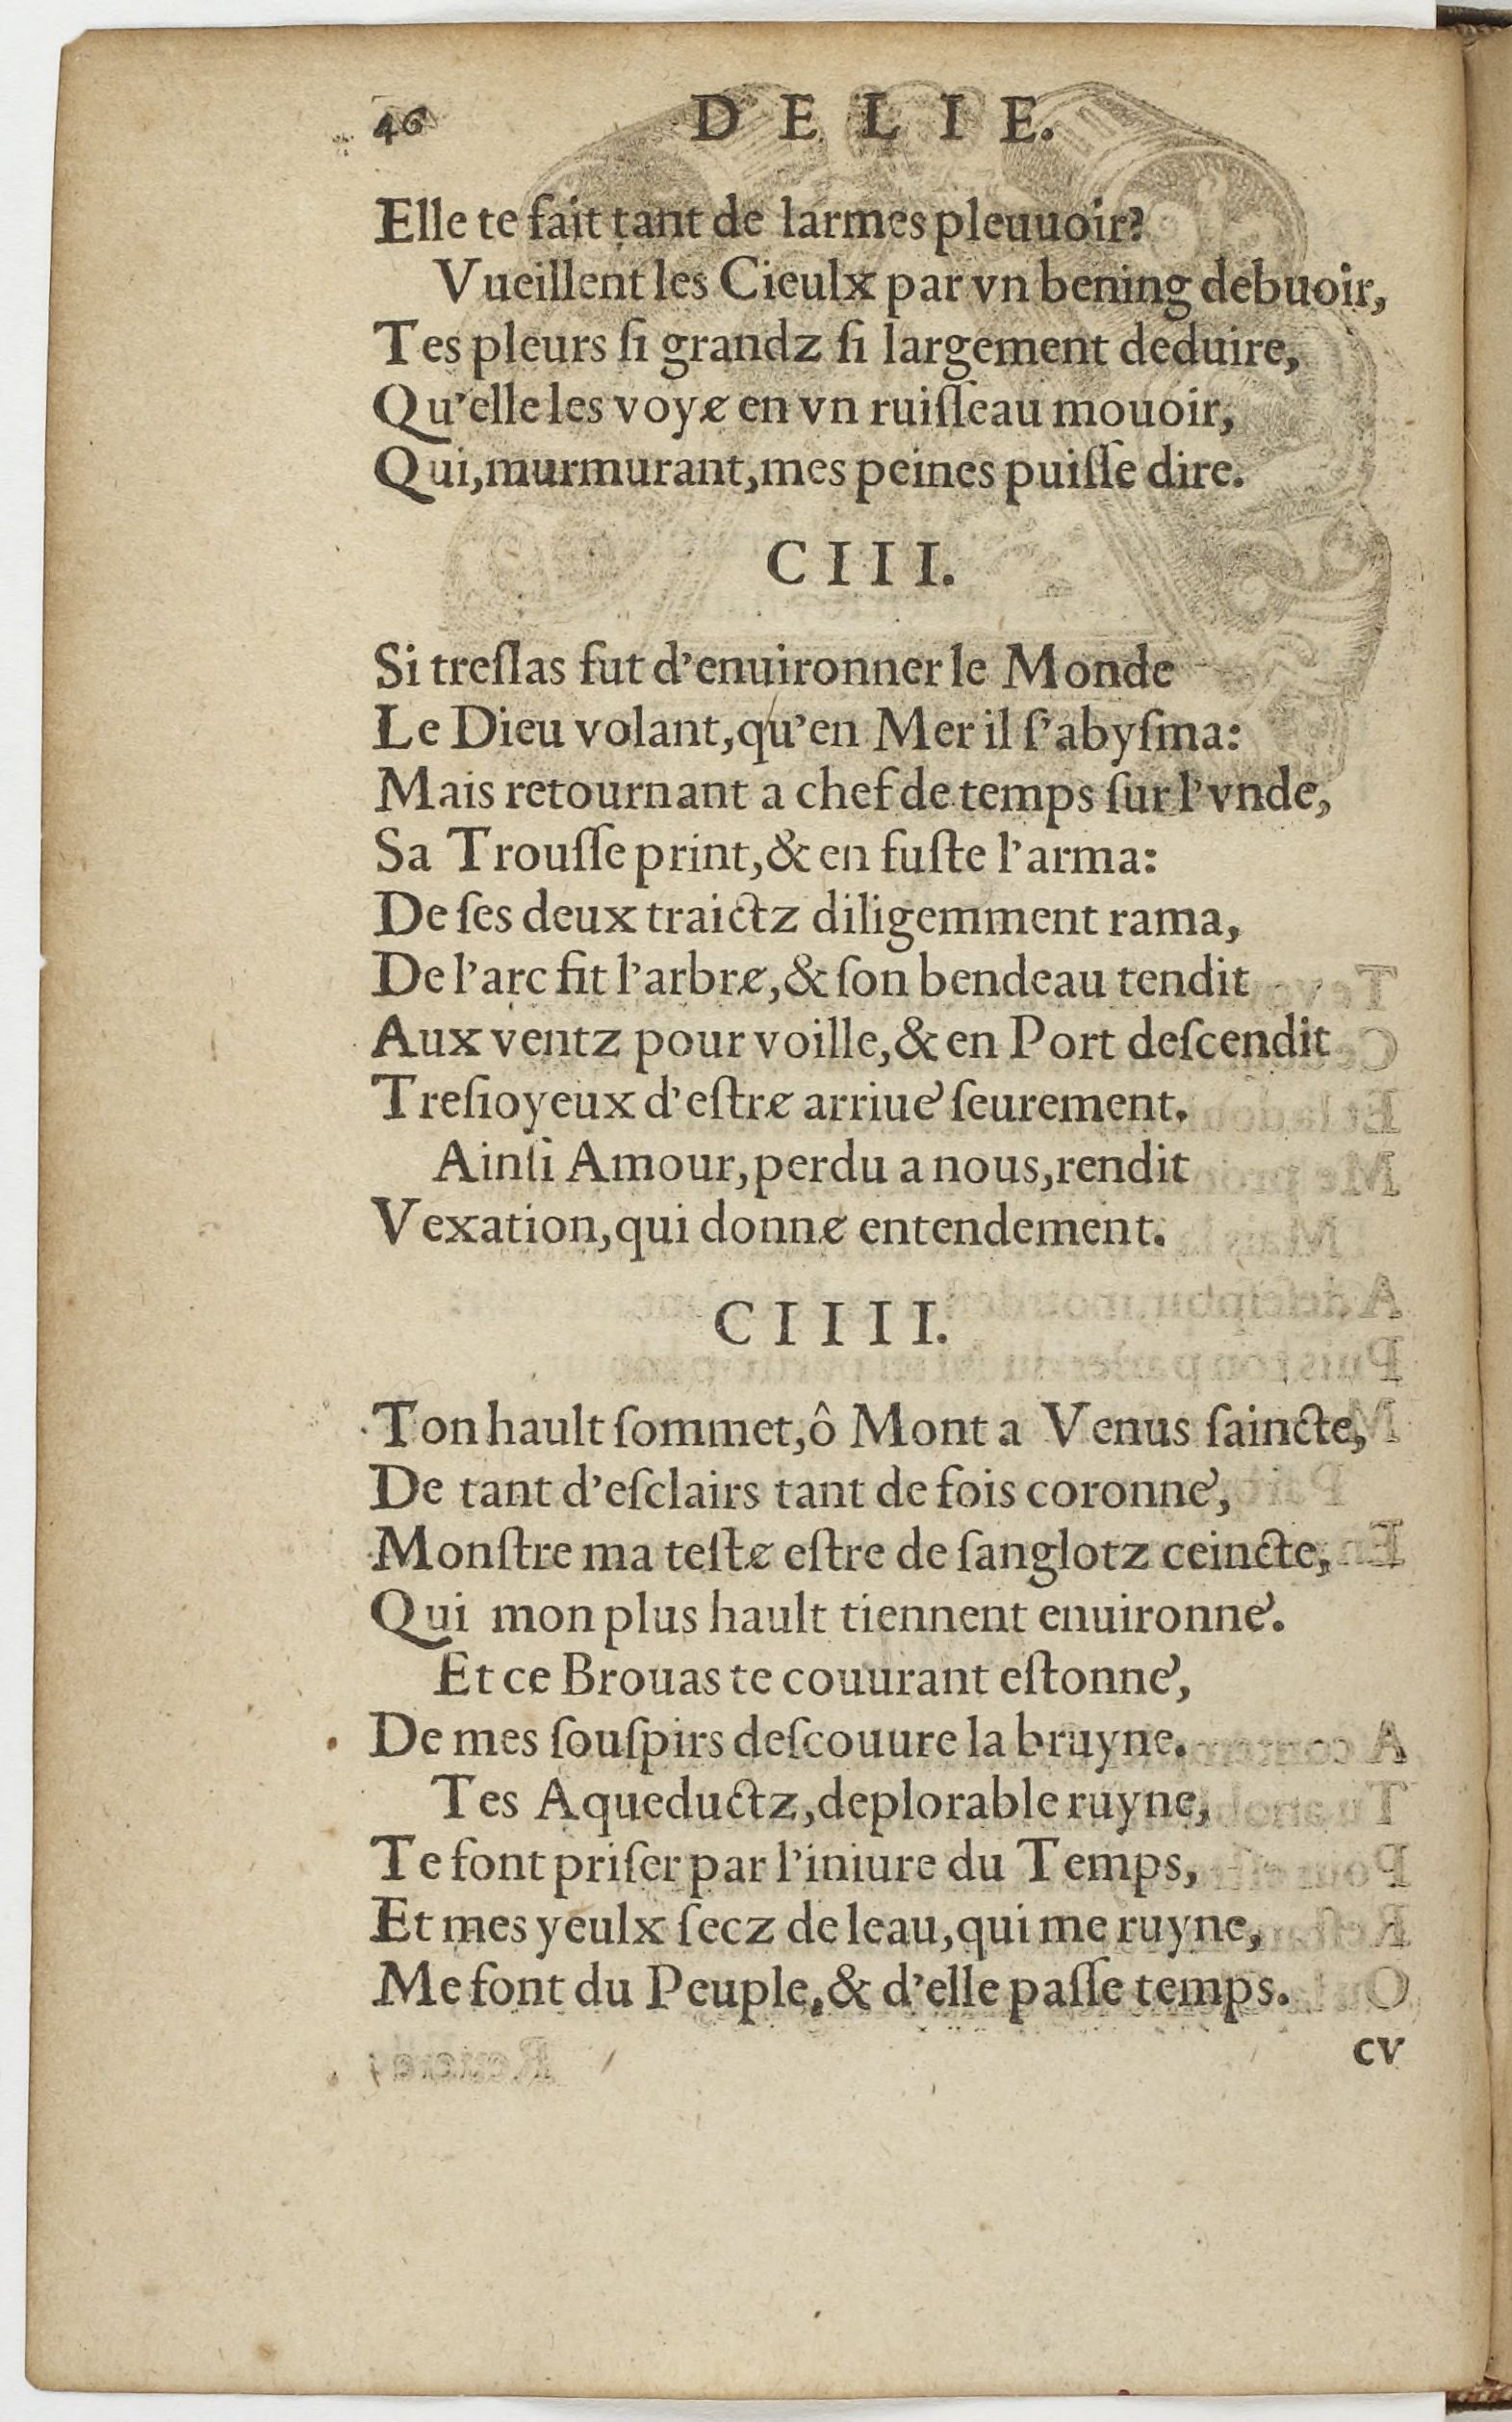 46 DELIE.
Elle te fait tant de larmes pleuuoir?
Vueillent les Cieulx par vn bening debuoir,
Tes pleurs ſi grandz ſi largement deduire,
Qu'elle les voye en vn ruiſſeau mouoir,
Qui, murmurant, mes peines puiſſe dire.
CIII.
Si treſlas fut d'enuironner le Monde
Le Dieu volant, qu'en Mer il ſ'abyſma:
Mais retournant a chef de temps ſur l'vnde,
Sa Trouſſe print, & en fuſte l'arma:
De ſes deux traictz diligemment rama,
De l'arc fit l'arbre, & ſon bendeau tendit
Aux ventz pour voille, & en Port deſcendit
Treſioyeux d'eſtre arriué ſeurement.
Ainſi Amour, perdu a nous, rendit
Vexation, qui donne entendement.
CIIII.
Ton hault ſommet, ô Mont a Venus ſaincte,
De tant d'eſclairs tant de fois coronné,
Monſtre ma teſte eſtre de ſanglotz ceincte,
Qui mon plus hault tiennent enuironné.
Et ce Brouas te couurant eſtonné,
De mes ſouſpirs deſcouure la bruyne.
Tes Aqueductz, deplorable ruyne,
Te font priſer par l'iniure du Temps,
Et mes yeulx ſecz de leau, qui me ruyne,
Me font du Peuple, & d'elle paſſe temps.
CV